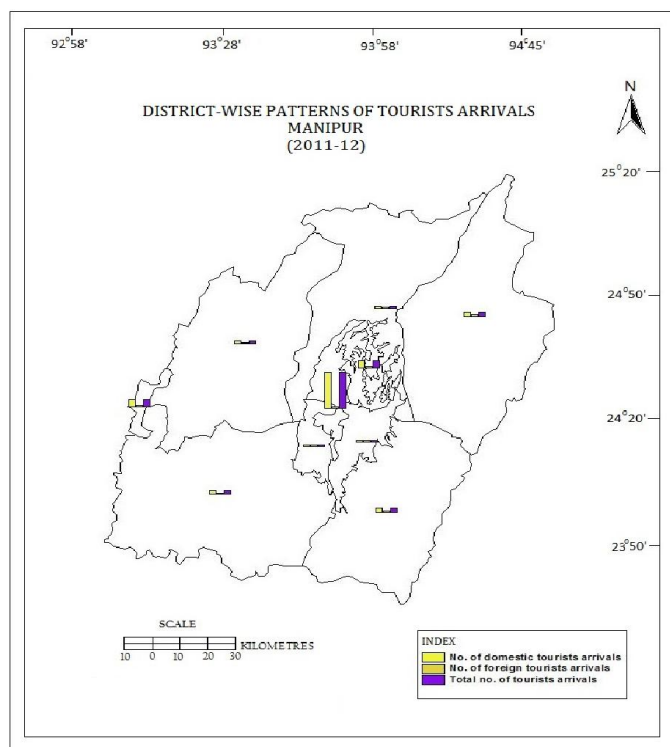 92°58' 93°28' 93°58' 94°45'
N
DISTRICT-WISE PATTERNS OF TOURISTS ARRIVALS
MANIPUR
(2011-12)
25°20'
24°50'
24°20'
23°50'
SCALE
KILOMETRES
10 0 10 20 30
INDEX
No. of domestic tourists arrivals
No. of foreign tourists arrivals
Total no. of tourists arrivals